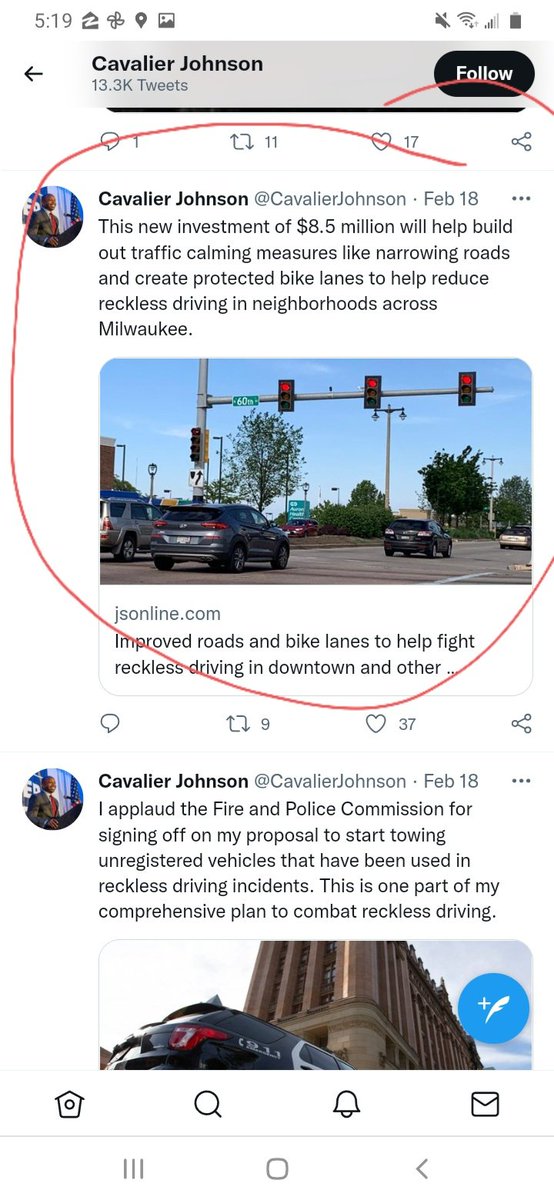 5:19
Cavalier Johnson
13.3K Tweets
Follow
1 11 17
Cavalier Johnson @CavalierJohnson · Feb 18
This new investment of $8.5 million will help build
out traffic calming measures like narrowing roads
and create protected bike lanes to help reduce
reckless driving in neighborhoods across
Milwaukee.
60th
jsonline.com
Improved roads and bike lanes to help fight
reckless driving in downtown and other ...
9 37
Cavalier Johnson @CavalierJohnson · Feb 18
I applaud the Fire and Police Commission for
signing off on my proposal to start towing
unregistered vehicles that have been used in
reckless driving incidents. This is one part of my
comprehensive plan to combat reckless driving.